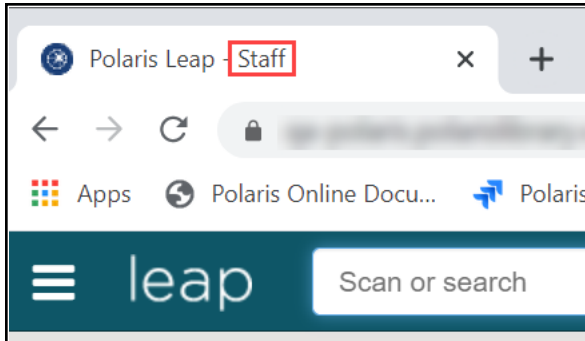 Polaris Leap - Staff
Apps Polaris Online Docu... Polaris
leap Scan or search